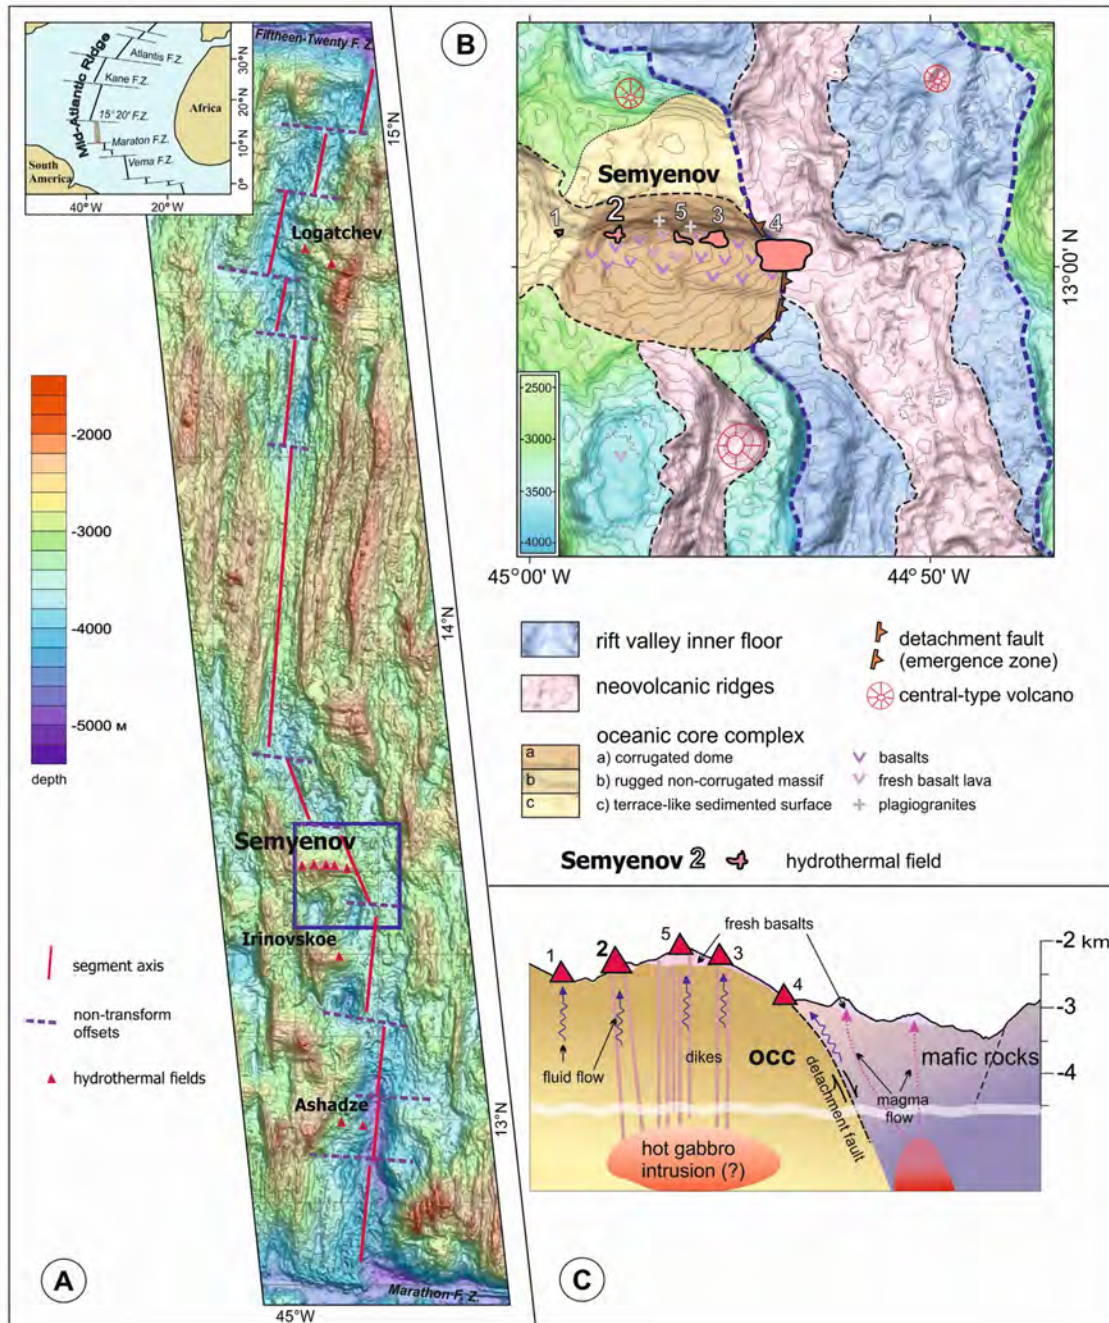 A
Mid-Atlantic Ridge
Atlantis F.Z.
Kane F.Z.
15°20' F.Z.
Maraton F.Z.
Vema F.Z.
Africa
South
America
30°N
20°N
10°N
0°N
40°W
20°W
Fifteen-Twenty F.Z.
15°N
Logatchev
14°N
Semyenov
Irinovskoe
Ashadze
13°N
Marathon F.Z.
45°W
-2000
-3000
-4000
-5000 м
depth
segment axis
non-transform
offsets
hydrothermal fields
B
Semyenov
1
2
5
3
4
13°00' N
2500
3000
3500
4000
45°00' W
44°50' W
rift valley inner floor
neovolcanic ridges
oceanic core complex
a
a) corrugated dome
b
b) rugged non-corrugated massif
c
c) terrace-like sedimented surface
detachment fault
(emergence zone)
central-type volcano
basalts
fresh basalt lava
plagiogranites
Semyenov 2
hydrothermal field
C
1
2
5
3
4
fresh basalts
-2 km
-3
-4
fluid flow
dikes
OCC
mafic rocks
magma
flow
detachment fault
hot gabbro
intrusion (?)